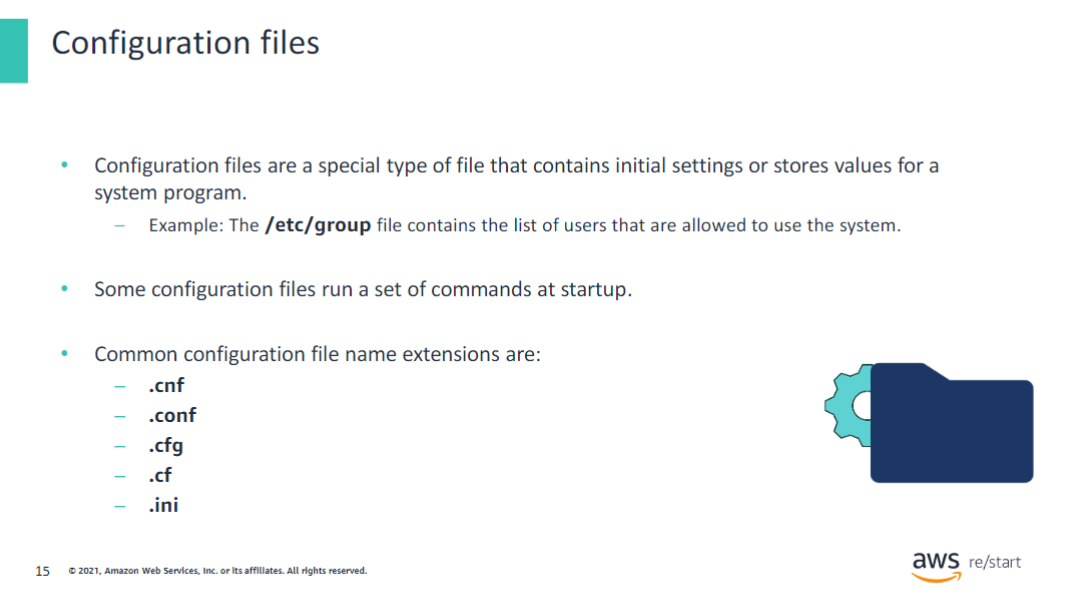 Configuration files
• Configuration files are a special type of file that contains initial settings or stores values for a
system program.
– Example: The /etc/group file contains the list of users that are allowed to use the system.
• Some configuration files run a set of commands at startup.
• Common configuration file name extensions are:
– .cnf
– .conf
– .cfg
– .cf
– .ini
15 © 2021, Amazon Web Services, Inc. or its affiliates. All rights reserved.
aws re/start